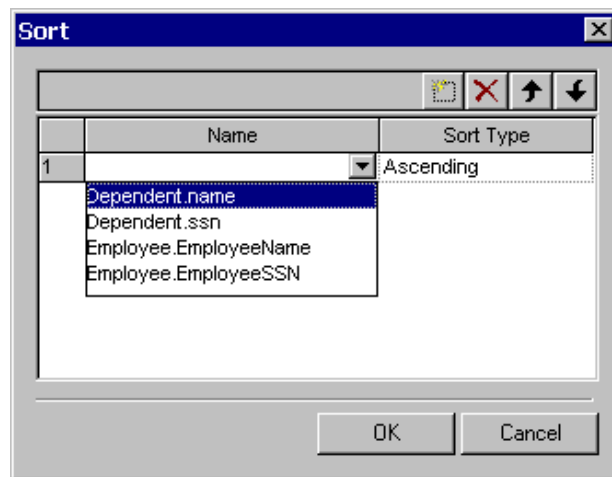 Sort
Name Sort Type
1 Ascending
Dependent.name
Dependent.ssn
Employee.EmployeeName
Employee.EmployeeSSN
OK Cancel